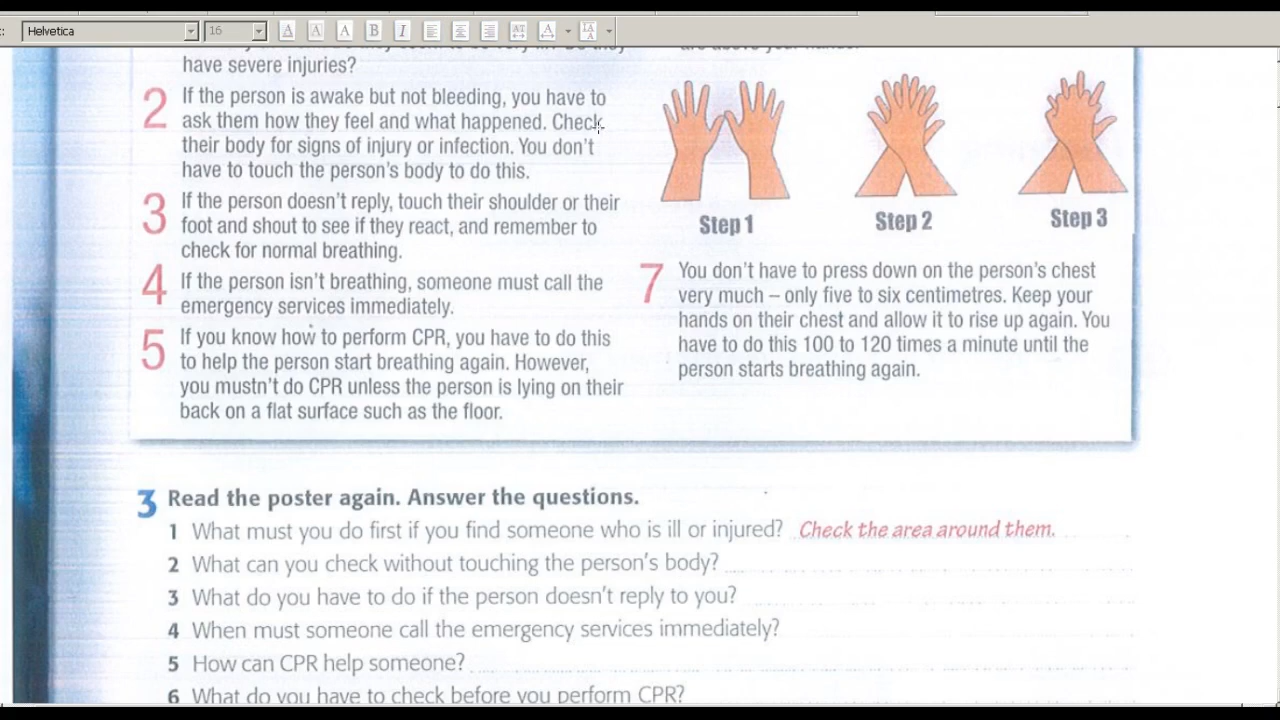 Helvetica
16
have severe injuries?
2 If the person is awake but not bleeding, you have to
ask them how they feel and what happened. Check
their body for signs of injury or infection. You don't
have to touch the person's body to do this.
3 If the person doesn't reply, touch their shoulder or their
foot and shout to see if they react, and remember to
check for normal breathing.
4 If the person isn't breathing, someone must call the
emergency services immediately.
5 If you know how to perform CPR, you have to do this
to help the person start breathing again. However,
you mustn't do CPR unless the person is lying on their
back on a flat surface such as the floor.
Step 1
Step 2
Step 3
7 You don't have to press down on the person's chest
very much – only five to six centimetres. Keep your
hands on their chest and allow it to rise up again. You
have to do this 100 to 120 times a minute until the
person starts breathing again.
3 Read the poster again. Answer the questions.
1 What must you do first if you find someone who is ill or injured? Check the area around them.
2 What can you check without touching the person's body?
3 What do you have to do if the person doesn't reply to you?
4 When must someone call the emergency services immediately?
5 How can CPR help someone?
6 What do you have to check before you perform CPR?